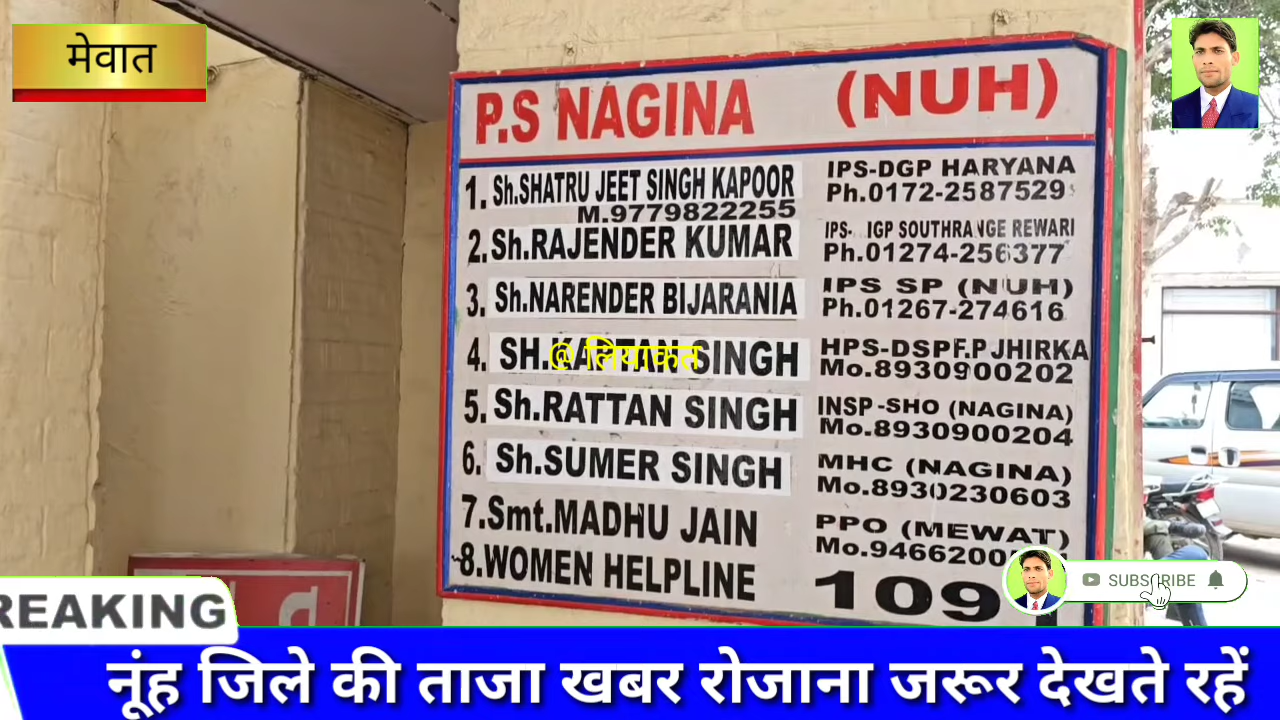 मेवात
P.S NAGINA (NUH)
1. Sh.SHATRU JEET SINGH KAPOOR IPS-DGP HARYANA
M.9779822255 Ph.0172-2587529
2. Sh.RAJENDER KUMAR IPS- IGP SOUTHRANGE REWARI
Ph.01274-256377
3. Sh.NARENDER BIJARANIA IPS SP (NUH)
Ph.01267-274616
4. SH. SINGH HPS-DSP F.P JHIRKA
@ लियाकत
Mo.8930900202
5. Sh.RATTAN SINGH INSP-SHO (NAGINA)
Mo.8930900204
6. Sh.SUMER SINGH MHC (NAGINA)
Mo.8930230603
7. Smt.MADHU JAIN PPO (MEWAT)
8. WOMEN HELPLINE
SUBSCRIBE
REAKING
नूंह जिले की ताजा खबर रोजाना जरूर देखते रहें